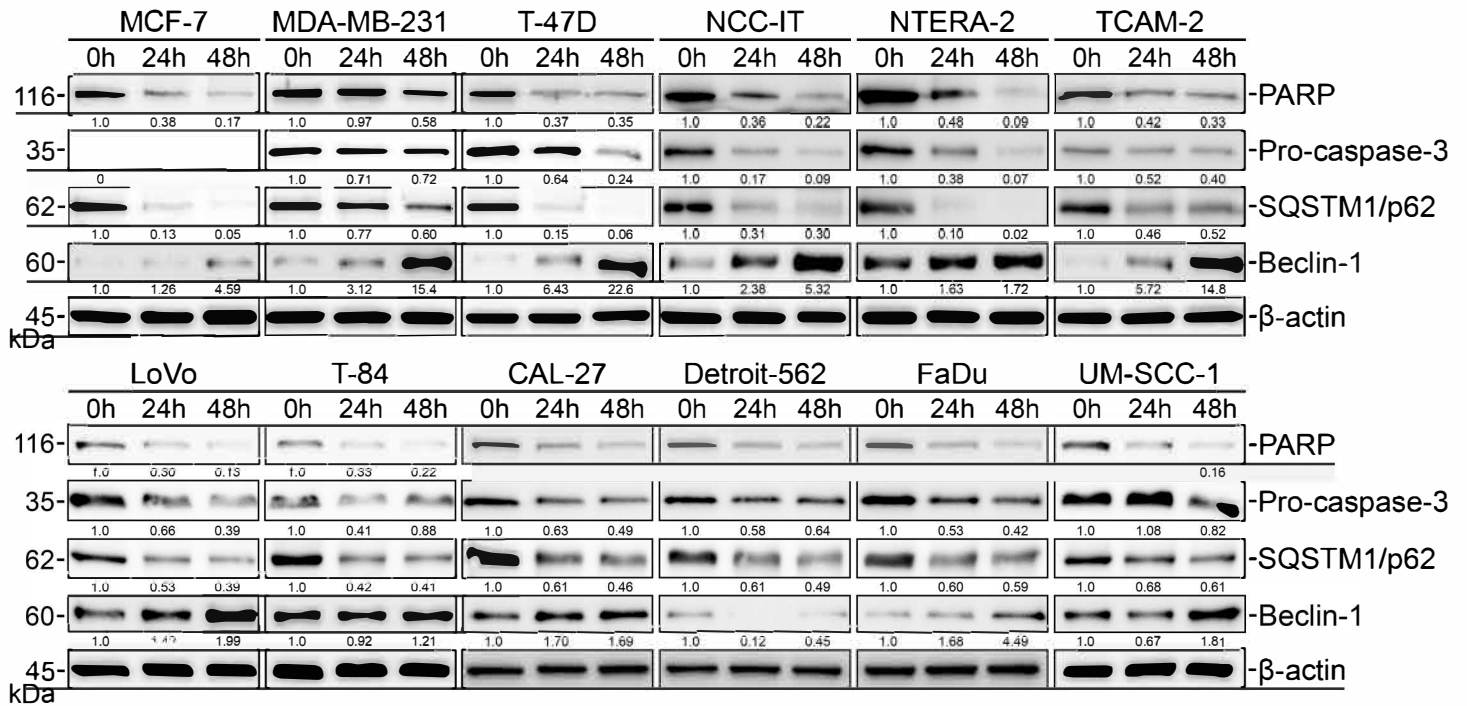 MCF-7 MDA-MB-231 T-47D NCC-IT NTERA-2 TCAM-2
0h 24h 48h 0h 24h 48h 0h 24h 48h 0h 24h 48h 0h 24h 48h 0h 24h 48h
116- -PARP
1.0 0.38 0.17 1.0 0.97 0.58 1.0 0.37 0.35 1.0 0.36 0.22 1.0 0.48 0.09 1.0 0.42 0.33
35- -Pro-caspase-3
0 1.0 0.71 0.72 1.0 0.64 0.24 1.0 0.17 0.09 1.0 0.38 0.07 1.0 0.52 0.40
62- -SQSTM1/p62
1.0 0.13 0.05 1.0 0.77 0.60 1.0 0.15 0.06 1.0 0.31 0.30 1.0 0.10 0.02 1.0 0.46 0.52
60- -Beclin-1
1.0 1.26 4.59 1.0 3.12 15.4 1.0 6.43 22.6 1.0 2.38 5.32 1.0 1.63 1.72 1.0 5.72 14.8
45- -β-actin
kDa
LoVo T-84 CAL-27 Detroit-562 FaDu UM-SCC-1
0h 24h 48h 0h 24h 48h 0h 24h 48h 0h 24h 48h 0h 24h 48h 0h 24h 48h
116- -PARP
1.0 0.30 0.13 1.0 0.33 0.22 0.16
35- -Pro-caspase-3
1.0 0.66 0.39 1.0 0.41 0.88 1.0 0.63 0.49 1.0 0.58 0.64 1.0 0.53 0.42 1.0 1.08 0.82
62- -SQSTM1/p62
1.0 0.53 0.39 1.0 0.42 0.41 1.0 0.61 0.46 1.0 0.61 0.49 1.0 0.60 0.59 1.0 0.68 0.61
60- -Beclin-1
1.0 1.99 1.0 0.92 1.21 1.0 1.70 1.69 1.0 0.12 0.45 1.0 1.68 4.49 1.0 0.67 1.81
45- -β-actin
kDa